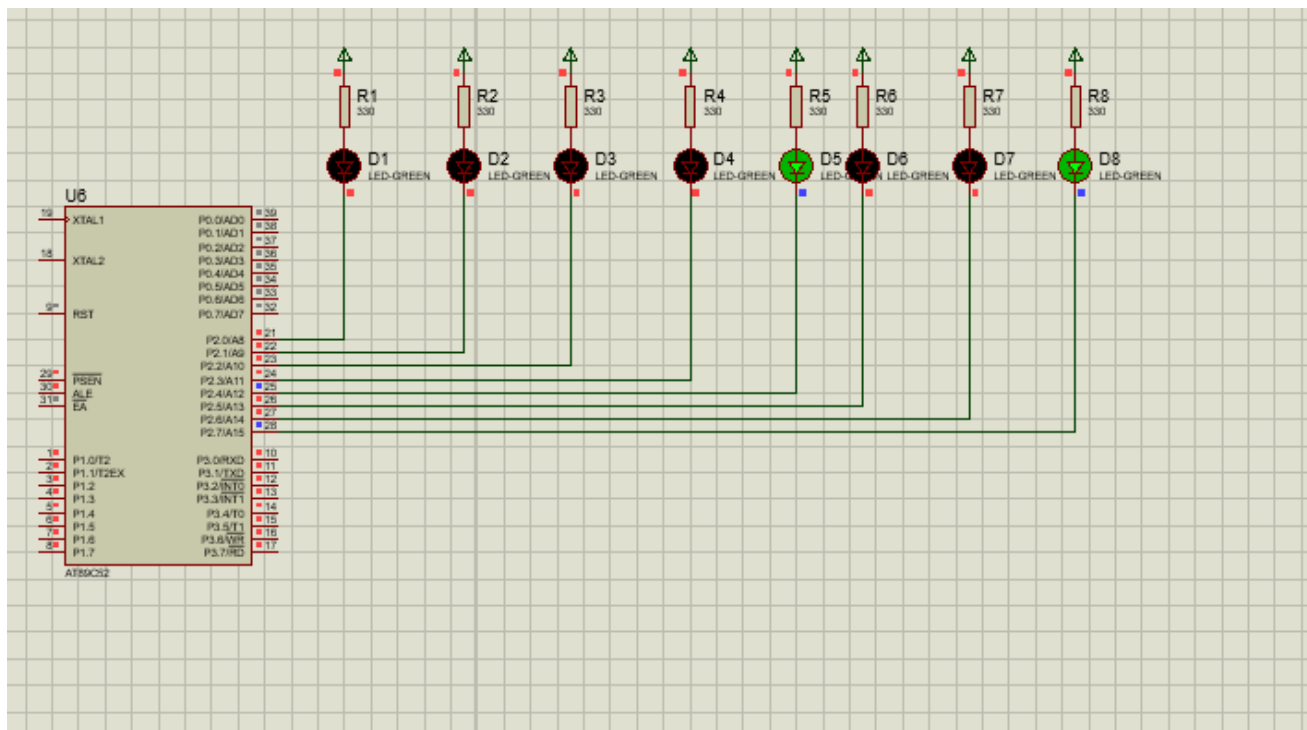 R1
330
R2
330
R3
330
R4
330
R5
330
R6
330
R7
330
R8
330
D1
LED-GREEN
D2
LED-GREEN
D3
LED-GREEN
D4
LED-GREEN
D5
LED-GREEN
D6
LED-GREEN
D7
LED-GREEN
D8
LED-GREEN
U6
19 XTAL1 P0.0/AD0 39
P0.1/AD1 38
P0.2/AD2 37
18 XTAL2 P0.3/AD3 36
P0.4/AD4 35
P0.5/AD5 34
P0.6/AD6 33
9 RST P0.7/AD7 32
P2.0/A8 21
P2.1/A9 22
P2.2/A10 23
29 PSEN P2.3/A11 24
30 ALE P2.4/A12 25
31 EA P2.5/A13 26
P2.6/A14 27
P2.7/A15 28
1 P1.0/T2 P3.0/RXD 10
2 P1.1/T2EX P3.1/TXD 11
3 P1.2 P3.2/INT0 12
4 P1.3 P3.3/INT1 13
5 P1.4 P3.4/T0 14
6 P1.5 P3.5/T1 15
7 P1.6 P3.6/WR 16
8 P1.7 P3.7/RD 17
AT89C52